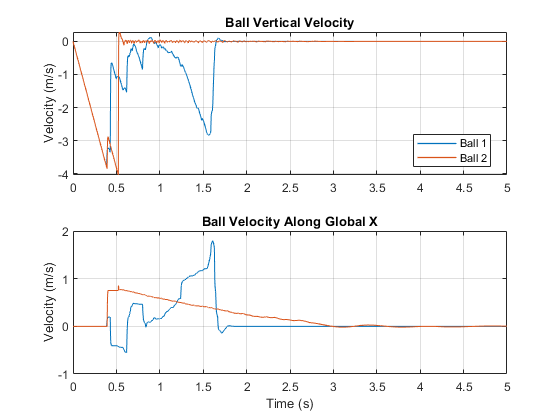 Ball Vertical Velocity
Velocity (m/s)
0
-1
-2
-3
-4
0 0.5 1 1.5 2 2.5 3 3.5 4 4.5 5
Ball 1
Ball 2
Ball Velocity Along Global X
Velocity (m/s)
2
1
0
-1
0 0.5 1 1.5 2 2.5 3 3.5 4 4.5 5
Time (s)